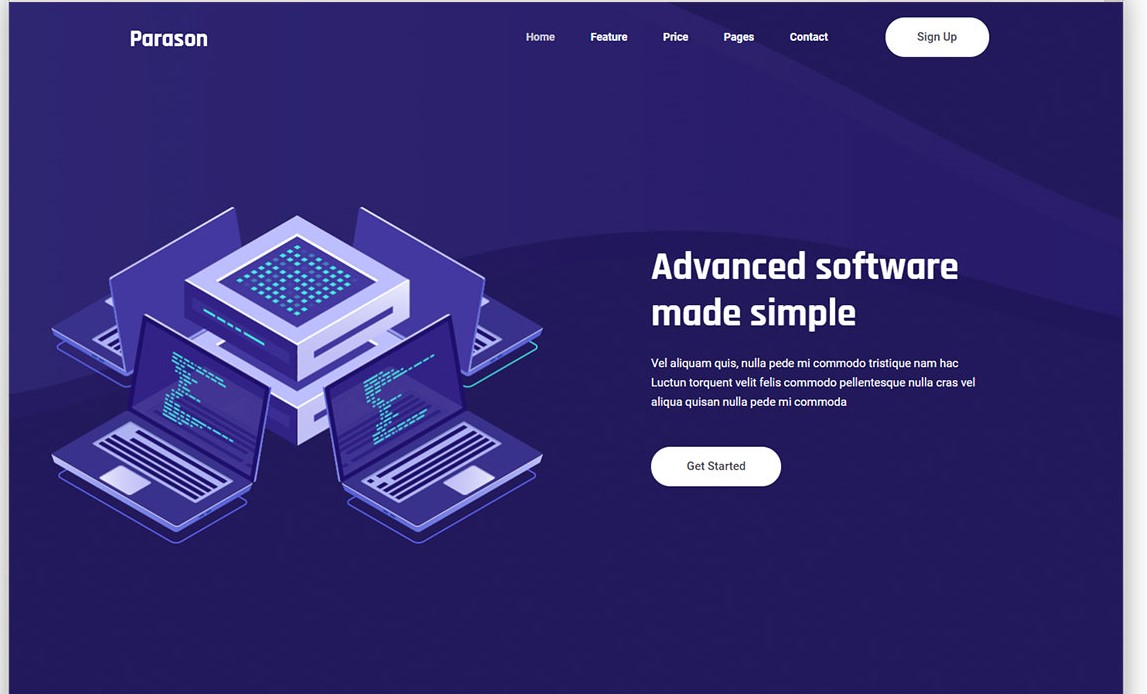 Parason
Home Feature Price Pages Contact Sign Up
Advanced software
made simple
Vel aliquam quis, nulla pede mi commodo tristique nam hac
Luctun torquent velit felis commodo pellentesque nulla cras vel
aliqua quisan nulla pede mi commoda
Get Started